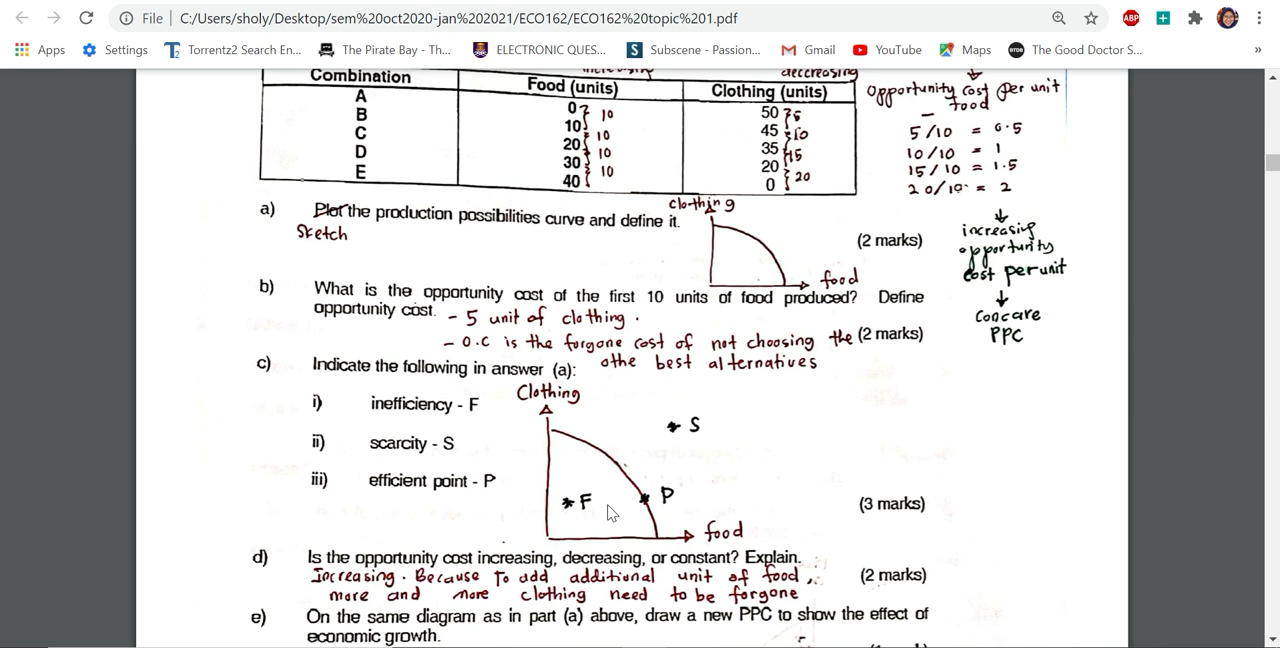 File | C:/Users/sholy/Desktop/sem%20oct2020-jan%202021/ECO162/ECO162%20topic%201.pdf
ABP
Apps Settings Torrentz2 Search En... The Pirate Bay - Th... ELECTRONIC QUES... Subscene - Passion... Gmail YouTube Maps The Good Doctor S... »
increasing deccreasing
Combination Food (units) Clothing (units)
A 0 10 50 5
B 10 10 45 10
C 20 10 35 15
D 30 10 20 20
E 40 0
opportunity cost per unit
food
5/10 = 0.5
10/10 = 1
15/10 = 1.5
20/10 = 2
increasing
opportunity
cost per unit
concave
PPC
a) Plot the production possibilities curve and define it.
Sketch
(2 marks)
clothing
food
b) What is the opportunity cost of the first 10 units of food produced? Define
opportunity cost.
- 5 unit of clothing.
- O.C is the forgone cost of not choosing the
othe best alternatives
(2 marks)
c) Indicate the following in answer (a):
i) inefficiency - F
ii) scarcity - S
iii) efficient point - P
Clothing
S
F
P
food
(3 marks)
d) Is the opportunity cost increasing, decreasing, or constant? Explain.
Increasing. Because to add additional unit of food,
more and more clothing need to be forgone
(2 marks)
e) On the same diagram as in part (a) above, draw a new PPC to show the effect of
economic growth.